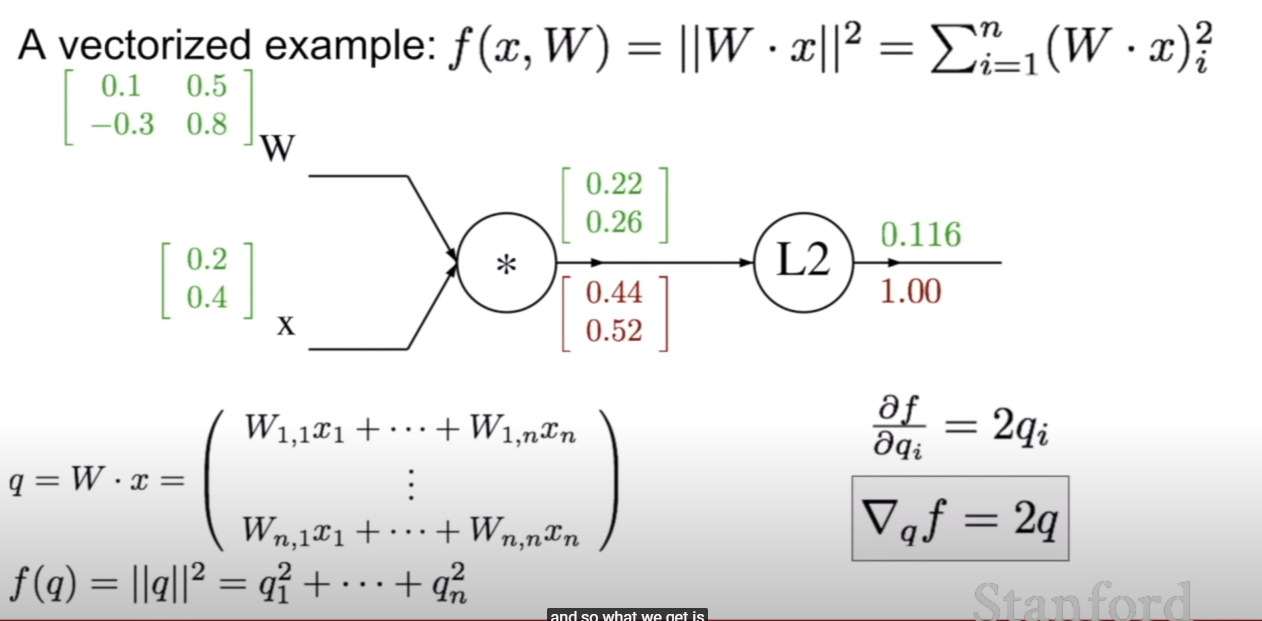 A vectorized example: f(x, W) = ||W · x||² = ∑ⁿᵢ₌₁(W · x)²ᵢ
[ 0.1 0.5
−0.3 0.8 ]
W
[ 0.22
0.26 ]
[ 0.2
0.4 ]
x
*
L2
0.116
1.00
[ 0.44
0.52 ]
q = W · x = ( W₁,₁x₁ + ··· + W₁,ₙxₙ
⋮
Wₙ,₁x₁ + ··· + Wₙ,ₙxₙ )
f(q) = ||q||² = q₁² + ··· + qₙ²
∂f/∂qᵢ = 2qᵢ
∇_q f = 2q
Stanford
and so what we get is